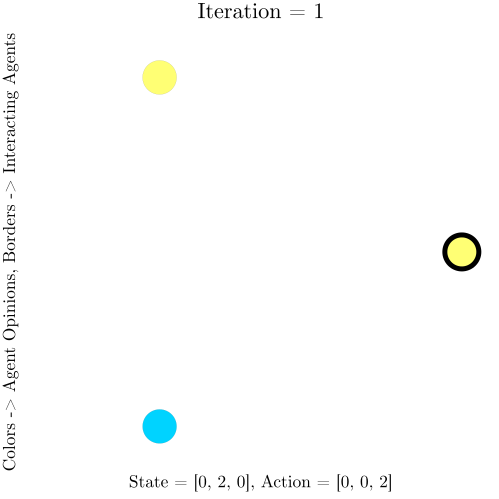 Iteration = 1
Colors -> Agent Opinions, Borders -> Interacting Agents
State = [0, 2, 0], Action = [0, 0, 2]